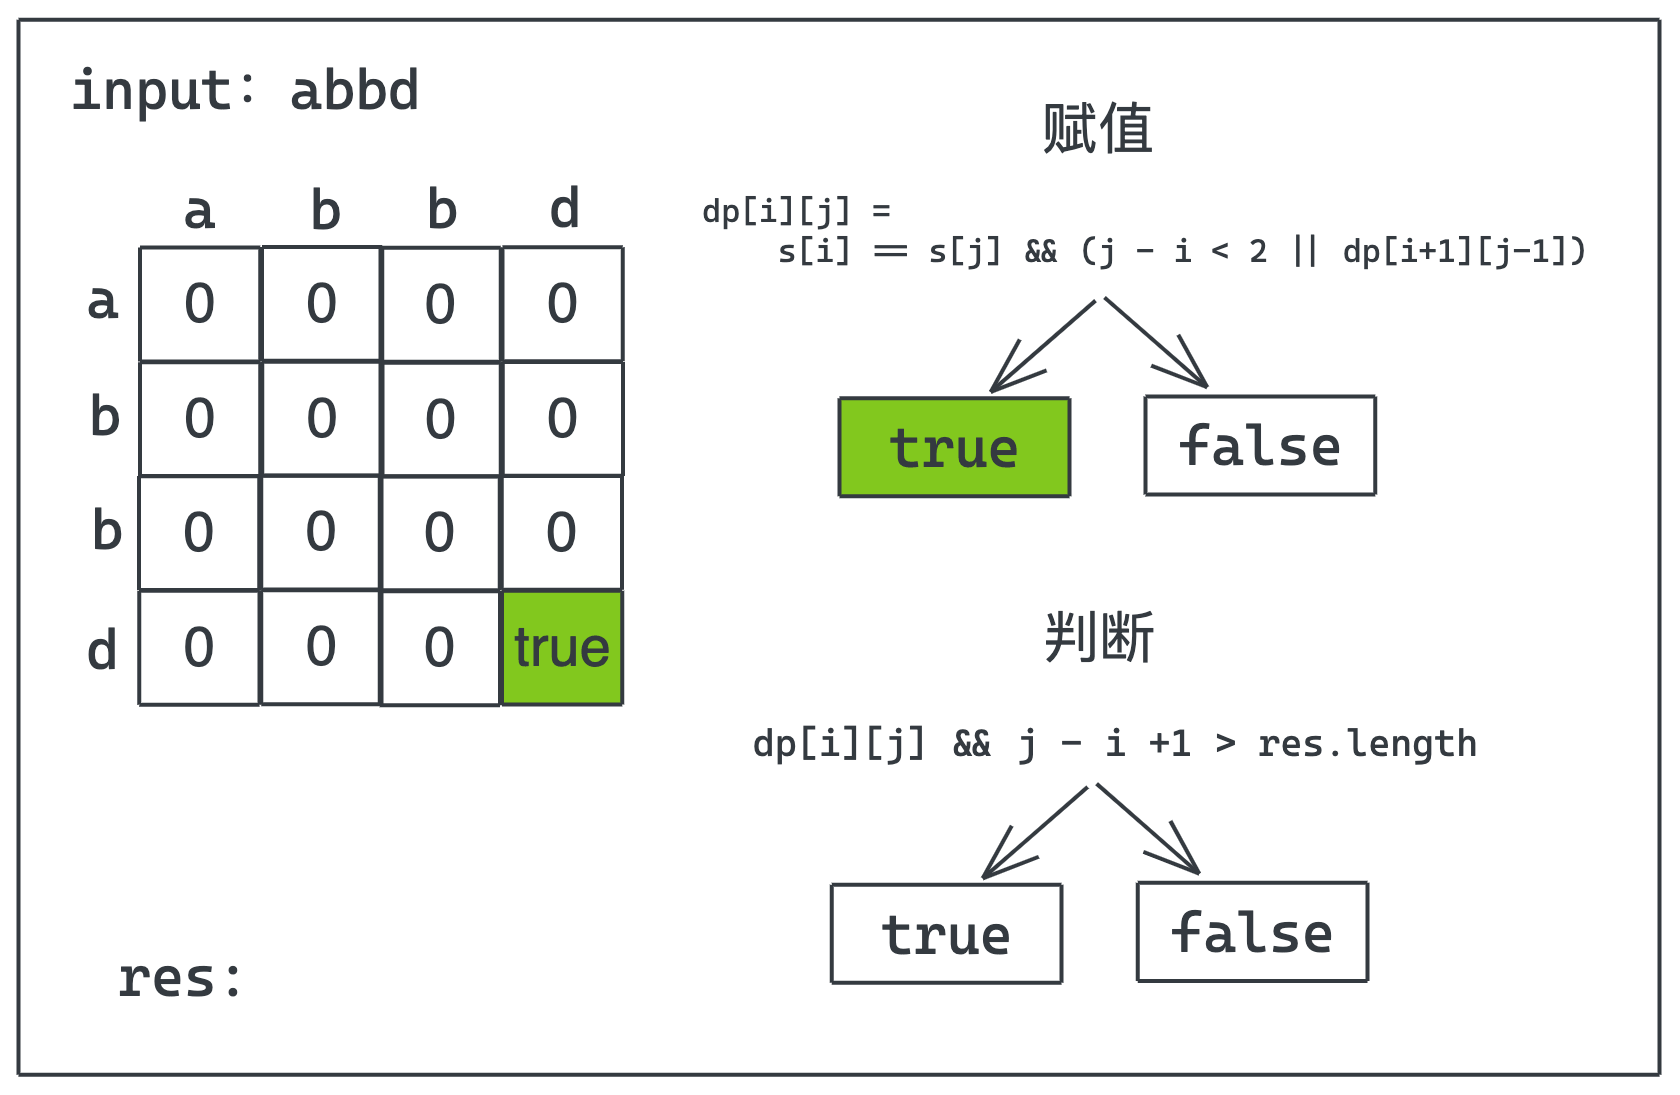 input: abbd
a b b d
a 0 0 0 0
b 0 0 0 0
b 0 0 0 0
d 0 0 0 true
res:
赋值
dp[i][j] =
s[i] == s[j] && (j - i < 2 || dp[i+1][j-1])
true false
判断
dp[i][j] && j - i +1 > res.length
true false